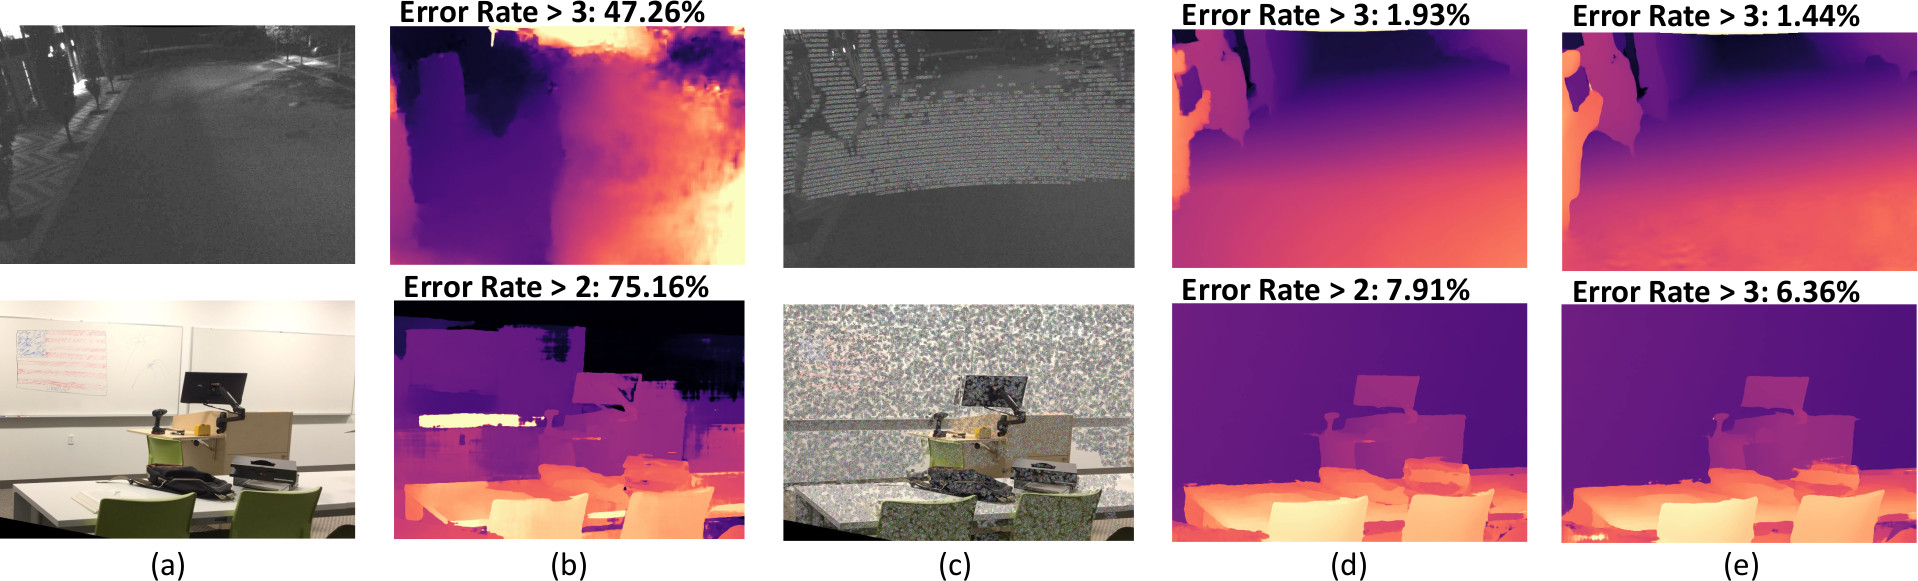 Error Rate > 3: 47.26%
Error Rate > 3: 1.93%
Error Rate > 3: 1.44%
Error Rate > 2: 75.16%
Error Rate > 2: 7.91%
Error Rate > 3: 6.36%
(a)
(b)
(c)
(d)
(e)